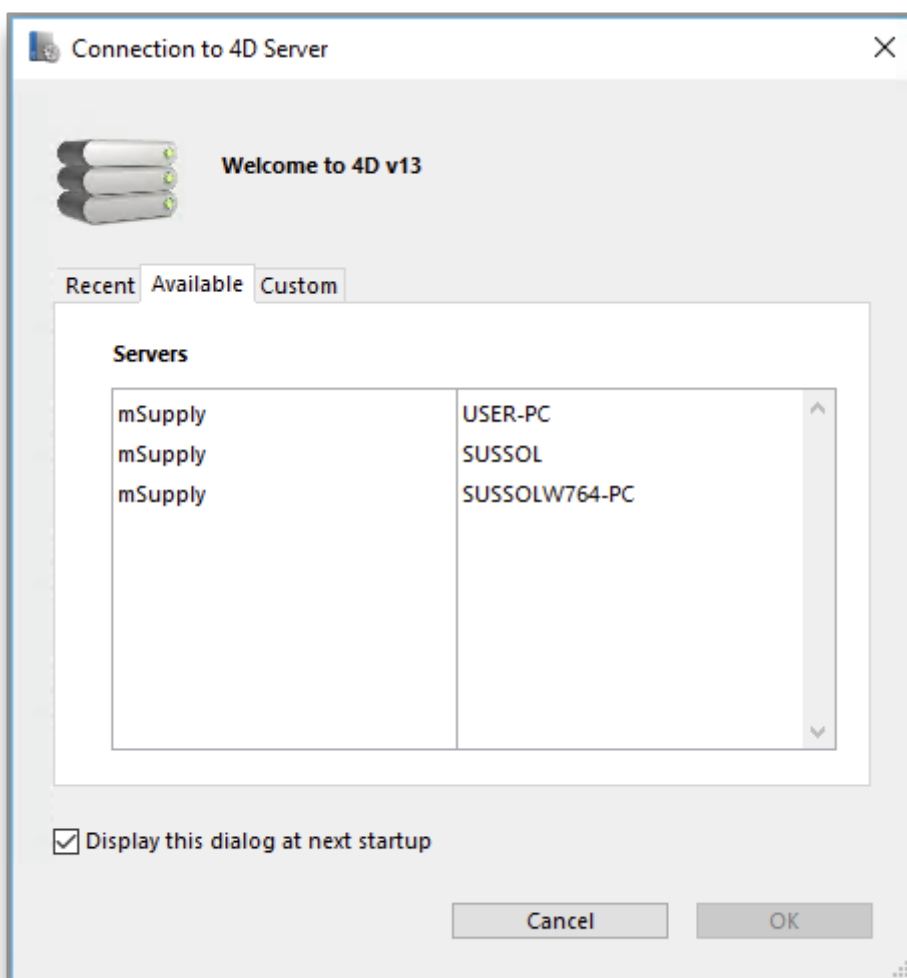 Connection to 4D Server
Welcome to 4D v13
Recent Available Custom
Servers
mSupply USER-PC
mSupply SUSSOL
mSupply SUSSOLW764-PC
Display this dialog at next startup
Cancel OK